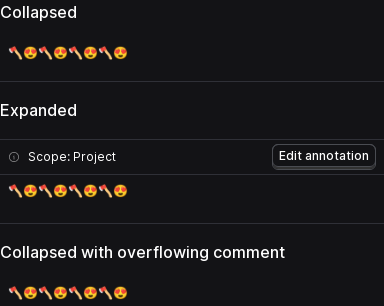 Collapsed
🪓😍🪓😍🪓😍🪓😍
Expanded
Scope: Project
Edit annotation
🪓😍🪓😍🪓😍🪓😍
Collapsed with overflowing comment
🪓😍🪓😍🪓😍🪓😍